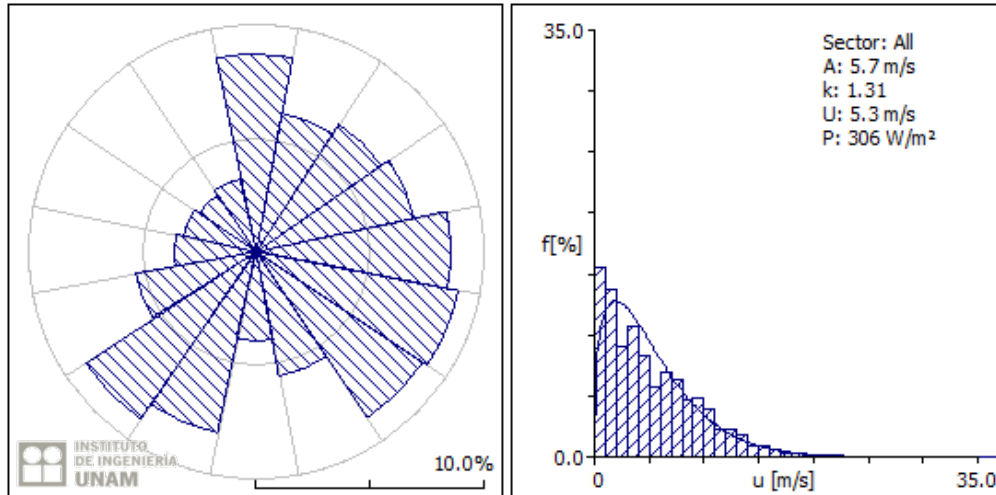 INSTITUTO
DE INGENIERÍA
UNAM
10.0%
35.0
Sector: All
A: 5.7 m/s
k: 1.31
U: 5.3 m/s
P: 306 W/m²
f[%]
0.0
0
u [m/s]
35.0